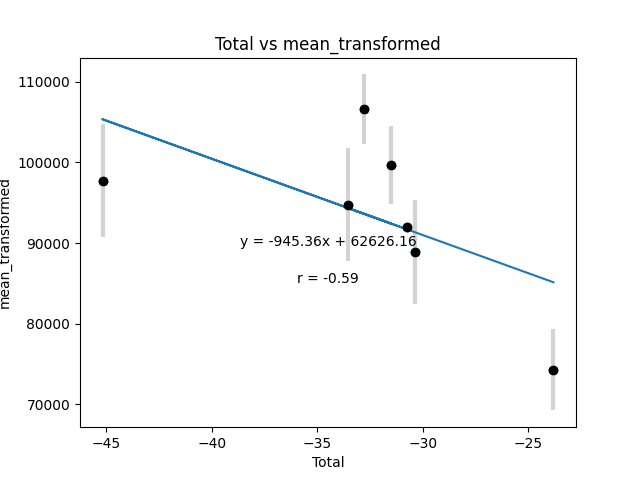 Total vs mean_transformed
110000
100000
90000
80000
70000
mean_transformed
y = -945.36x + 62626.16
r = -0.59
−45
−40
−35
−30
−25
Total